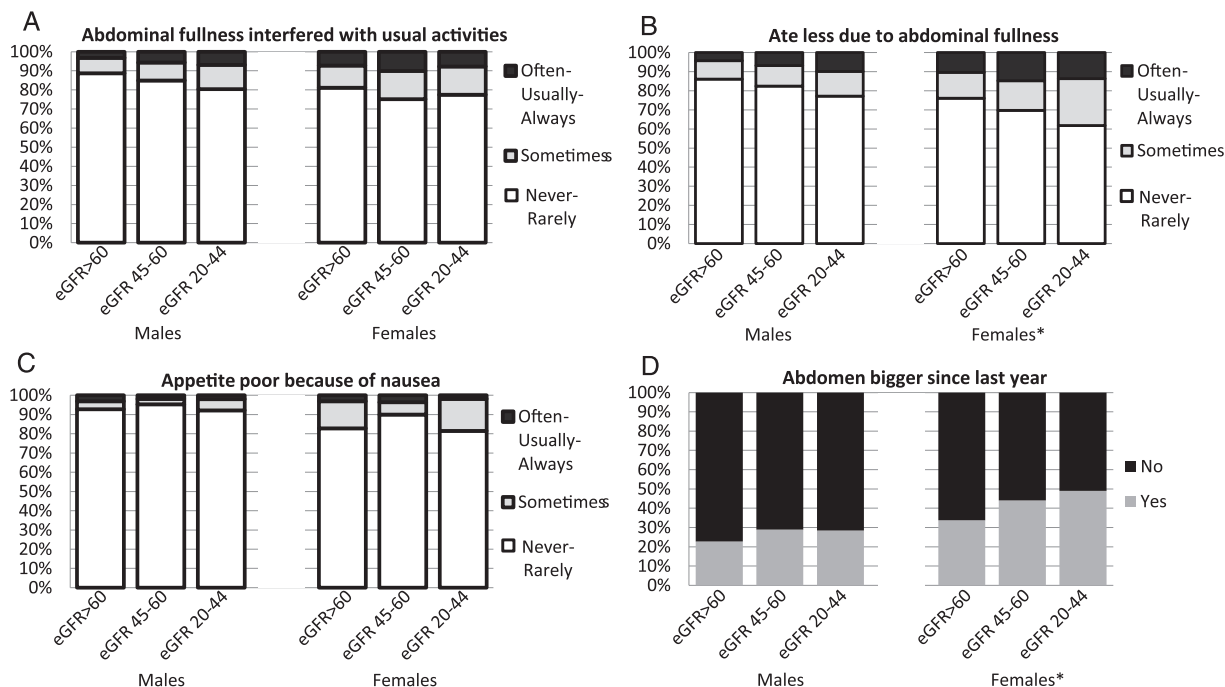 A
Abdominal fullness interfered with usual activities
100%
90%
80%
70%
60%
50%
40%
30%
20%
10%
0%
eGFR>60
eGFR 45-60
eGFR 20-44
eGFR>60
eGFR 45-60
eGFR 20-44
Males
Females
Often-
Usually-
Always
Sometimes
Never-
Rarely
B
Ate less due to abdominal fullness
100%
90%
80%
70%
60%
50%
40%
30%
20%
10%
0%
eGFR>60
eGFR 45-60
eGFR 20-44
eGFR>60
eGFR 45-60
eGFR 20-44
Males
Females*
Often-
Usually-
Always
Sometimes
Never-
Rarely
C
Appetite poor because of nausea
100%
90%
80%
70%
60%
50%
40%
30%
20%
10%
0%
eGFR>60
eGFR 45-60
eGFR 20-44
eGFR>60
eGFR 45-60
eGFR 20-44
Males
Females
Often-
Usually-
Always
Sometimes
Never-
Rarely
D
Abdomen bigger since last year
100%
90%
80%
70%
60%
50%
40%
30%
20%
10%
0%
eGFR>60
eGFR 45-60
eGFR 20-44
eGFR>60
eGFR 45-60
eGFR 20-44
Males
Females*
No
Yes